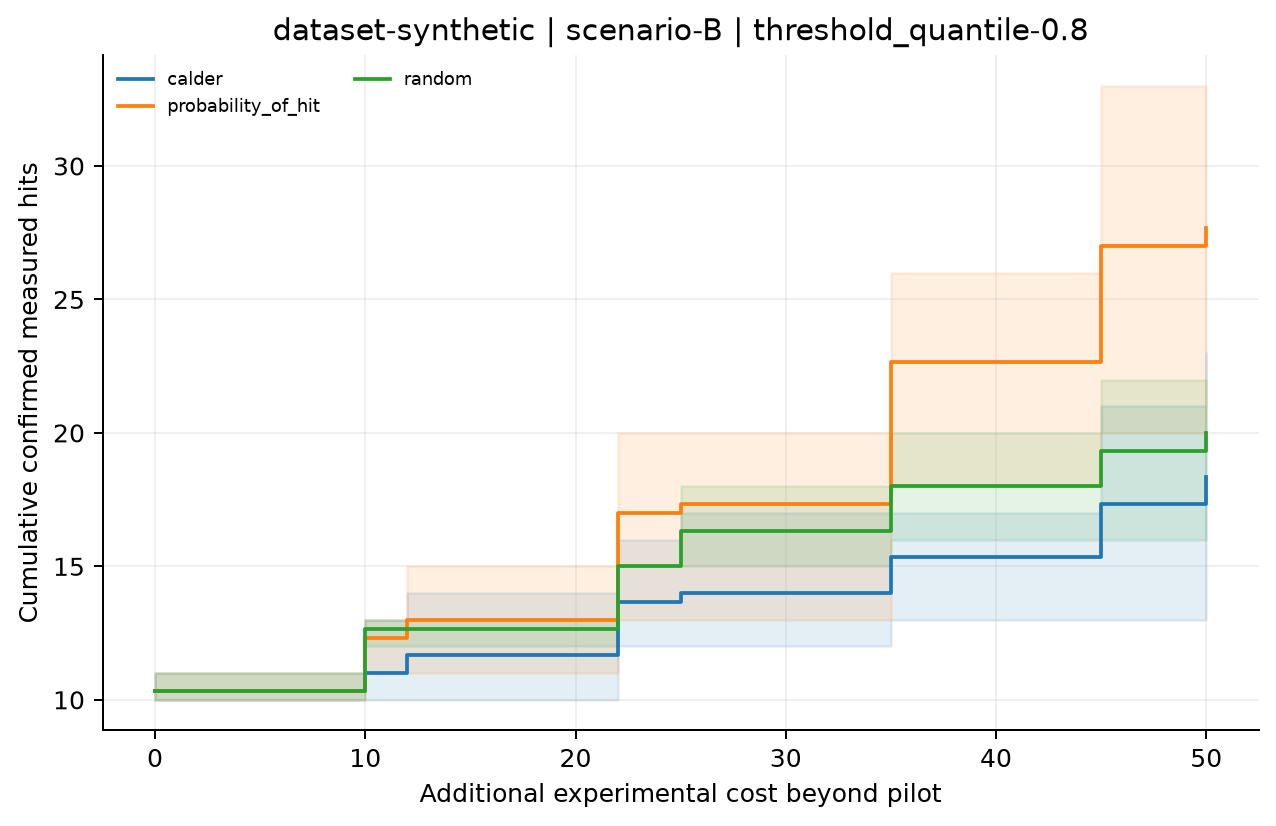 dataset-synthetic | scenario-B | threshold_quantile-0.8
calder
probability_of_hit
random
Cumulative confirmed measured hits
30
25
20
15
10
0 10 20 30 40 50
Additional experimental cost beyond pilot